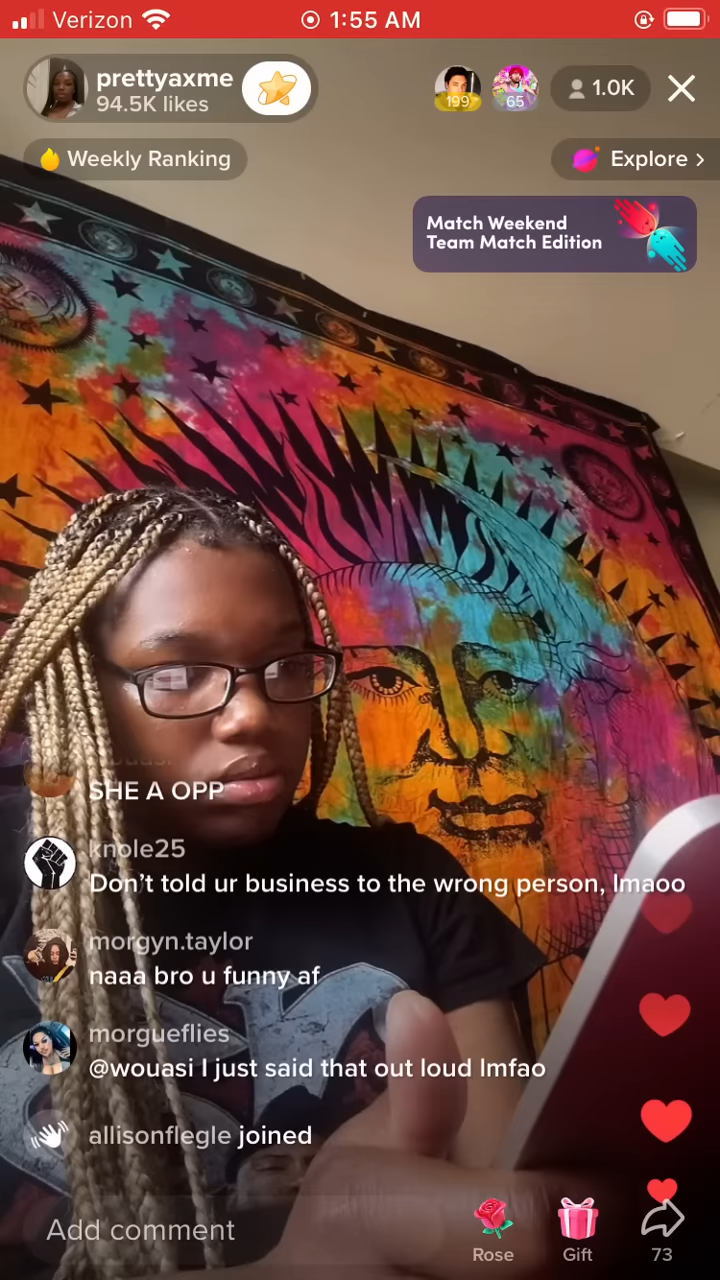 Verizon
1:55 AM
prettyaxme
94.5K likes
199
65
1.0K
Weekly Ranking
Explore >
Match Weekend
Team Match Edition
SHE A OPP
knole25
Don't told ur business to the wrong person, lmaoo
morgyn.taylor
naaa bro u funny af
morgueflies
@wouasi I just said that out loud lmfao
allisonflegle joined
Add comment
Rose
Gift
73